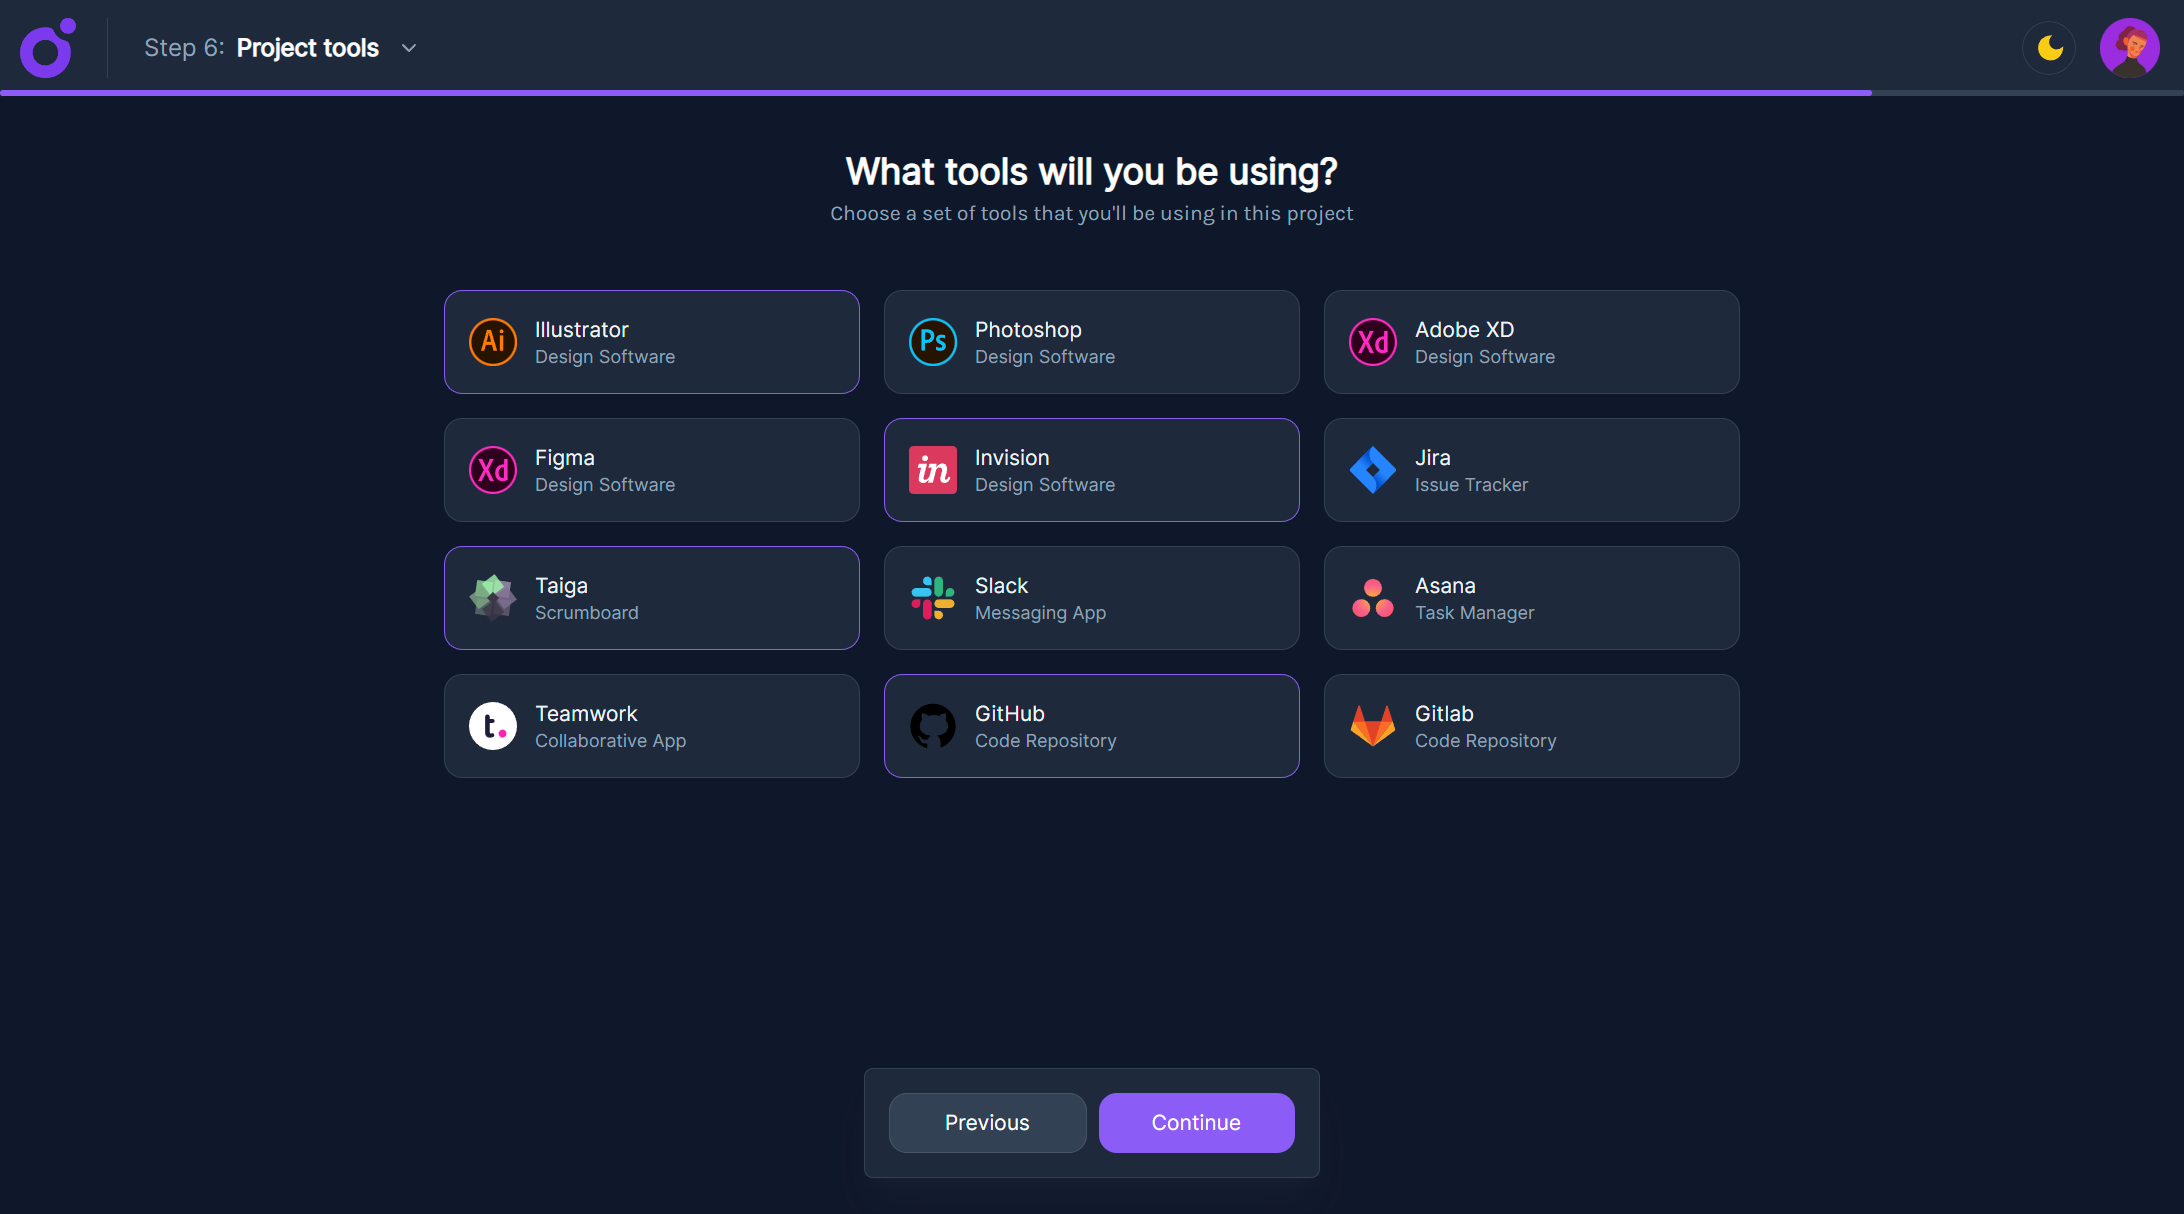 Step 6: Project tools
What tools will you be using?
Choose a set of tools that you'll be using in this project
Ai
Illustrator
Design Software
Ps
Photoshop
Design Software
Xd
Adobe XD
Design Software
Xd
Figma
Design Software
in
Invision
Design Software
Jira
Issue Tracker
Taiga
Scrumboard
Slack
Messaging App
Asana
Task Manager
t.
Teamwork
Collaborative App
GitHub
Code Repository
Gitlab
Code Repository
Previous
Continue